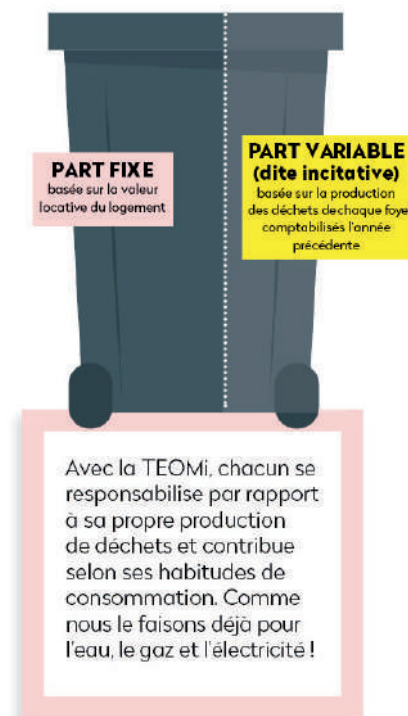 PART FIXE
basée sur la valeur
locative du logement
PART VARIABLE
(dite incitative)
basée sur la production
des déchets dechaque foye
comptabilisés l'année
précédente
Avec la TEOMi, chacun se
responsabilise par rapport
à sa propre production
de déchets et contribue
selon ses habitudes de
consommation. Comme
nous le faisons déjà pour
l'eau, le gaz et l'électricité !